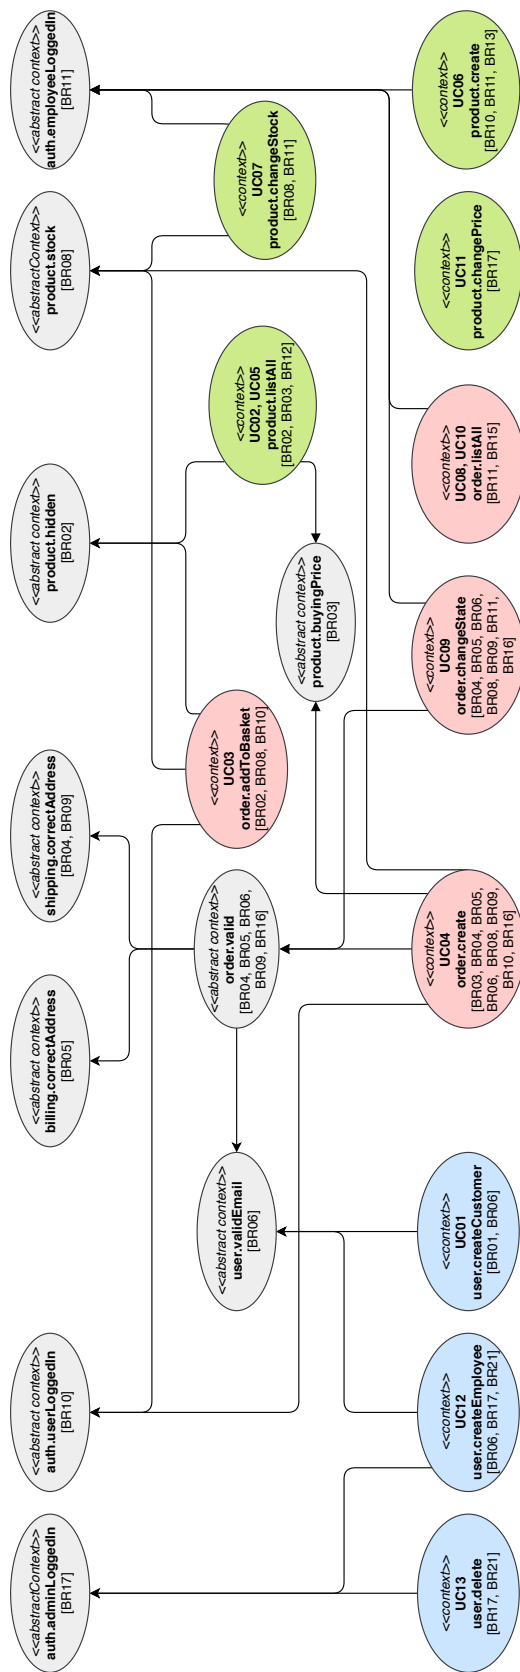 <<abstractContext>>
auth.adminLoggedIn
[BR17]
<<abstract context>>
auth.userLoggedIn
[BR10]
<<abstract context>>
billing.correctAddress
[BR05]
<<abstract context>>
shipping.correctAddress
[BR04, BR09]
<<abstract context>>
product.hidden
[BR02]
<<abstractContext>>
product.stock
[BR08]
<<abstract context>>
auth.employeeLoggedIn
[BR11]
<<abstract context>>
user.validEmail
[BR06]
<<abstract context>>
order.valid
[BR04, BR05, BR06,
BR09, BR16]
<<context>>
UC03
order.addToBasket
[BR02, BR08, BR10]
<<abstract context>>
product.buyingPrice
[BR03]
<<context>>
UC02, UC05
product.listAll
[BR02, BR03, BR12]
<<context>>
UC07
product.changeStock
[BR08, BR11]
<<context>>
UC13
user.delete
[BR17, BR21]
<<context>>
UC12
user.createEmployee
[BR06, BR17, BR21]
<<context>>
UC01
user.createCustomer
[BR01, BR06]
<<context>>
UC04
order.create
[BR03, BR04, BR05,
BR06, BR08, BR09,
BR10, BR16]
<<context>>
UC09
order.changeState
[BR04, BR05, BR06,
BR08, BR09, BR11,
BR16]
<<context>>
UC08, UC10
order.listAll
[BR11, BR15]
<<context>>
UC11
product.changePrice
[BR17]
<<context>>
UC06
product.create
[BR10, BR11, BR13]